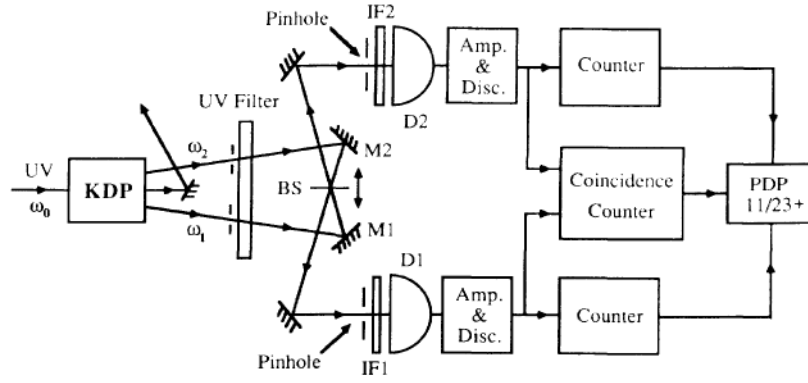 Pinhole
IF2
Amp.
&
Disc.
Counter
UV Filter
D2
ω₂
M2
UV
KDP
BS
Coincidence
Counter
PDP
11/23+
ω₀
ω₁
M1
D1
Amp.
&
Disc.
Counter
Pinhole
IF1